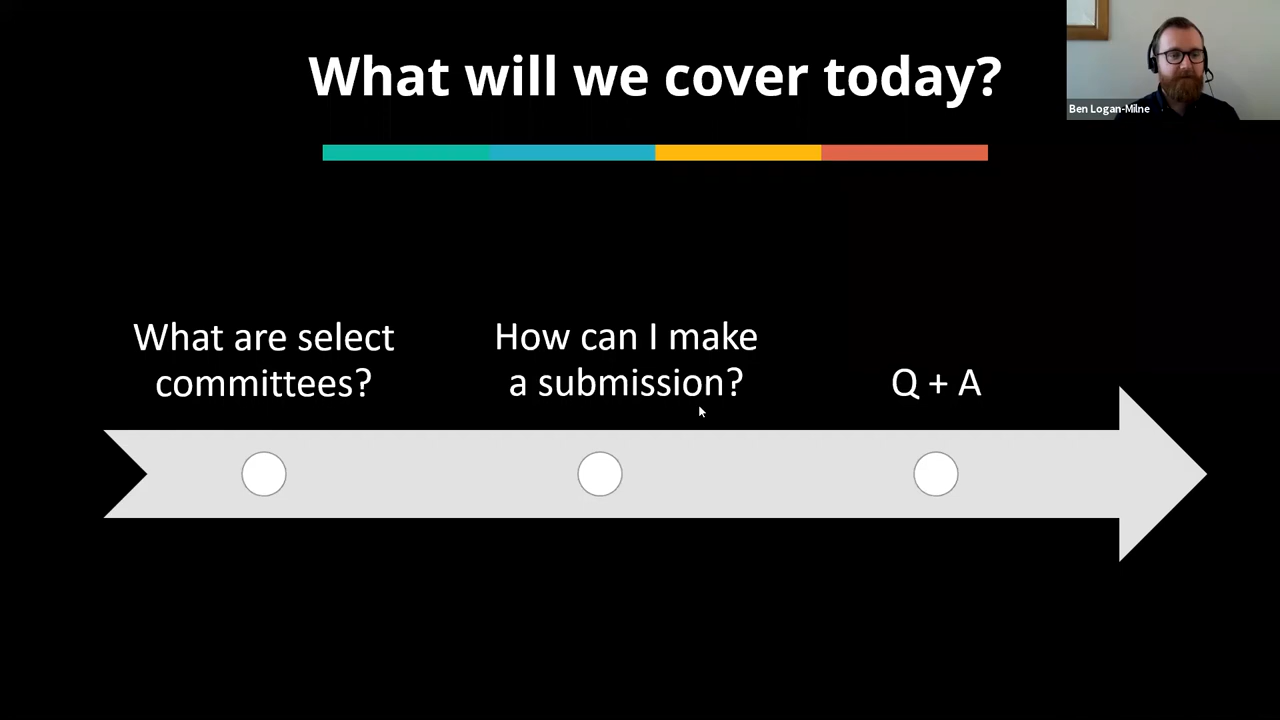 What will we cover today?
Ben Logan-Milne
What are select
committees?
How can I make
a submission?
Q + A